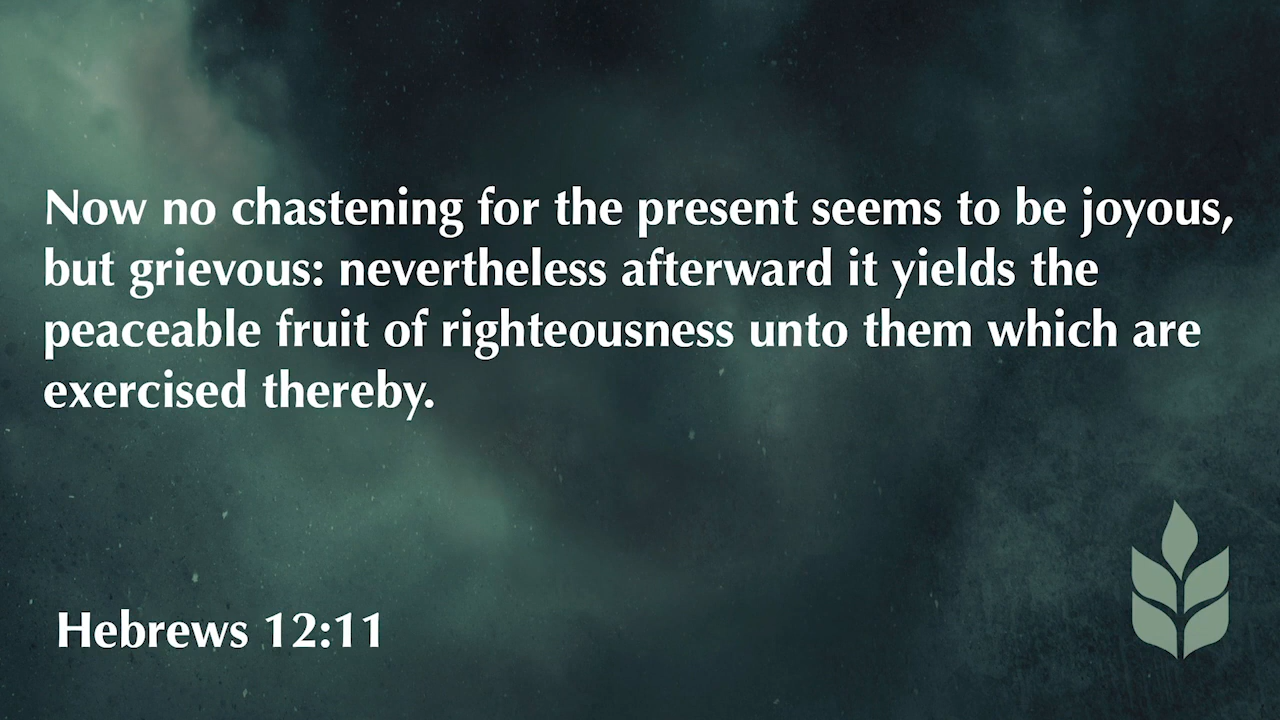 Now no chastening for the present seems to be joyous,
but grievous: nevertheless afterward it yields the
peaceable fruit of righteousness unto them which are
exercised thereby.
Hebrews 12:11